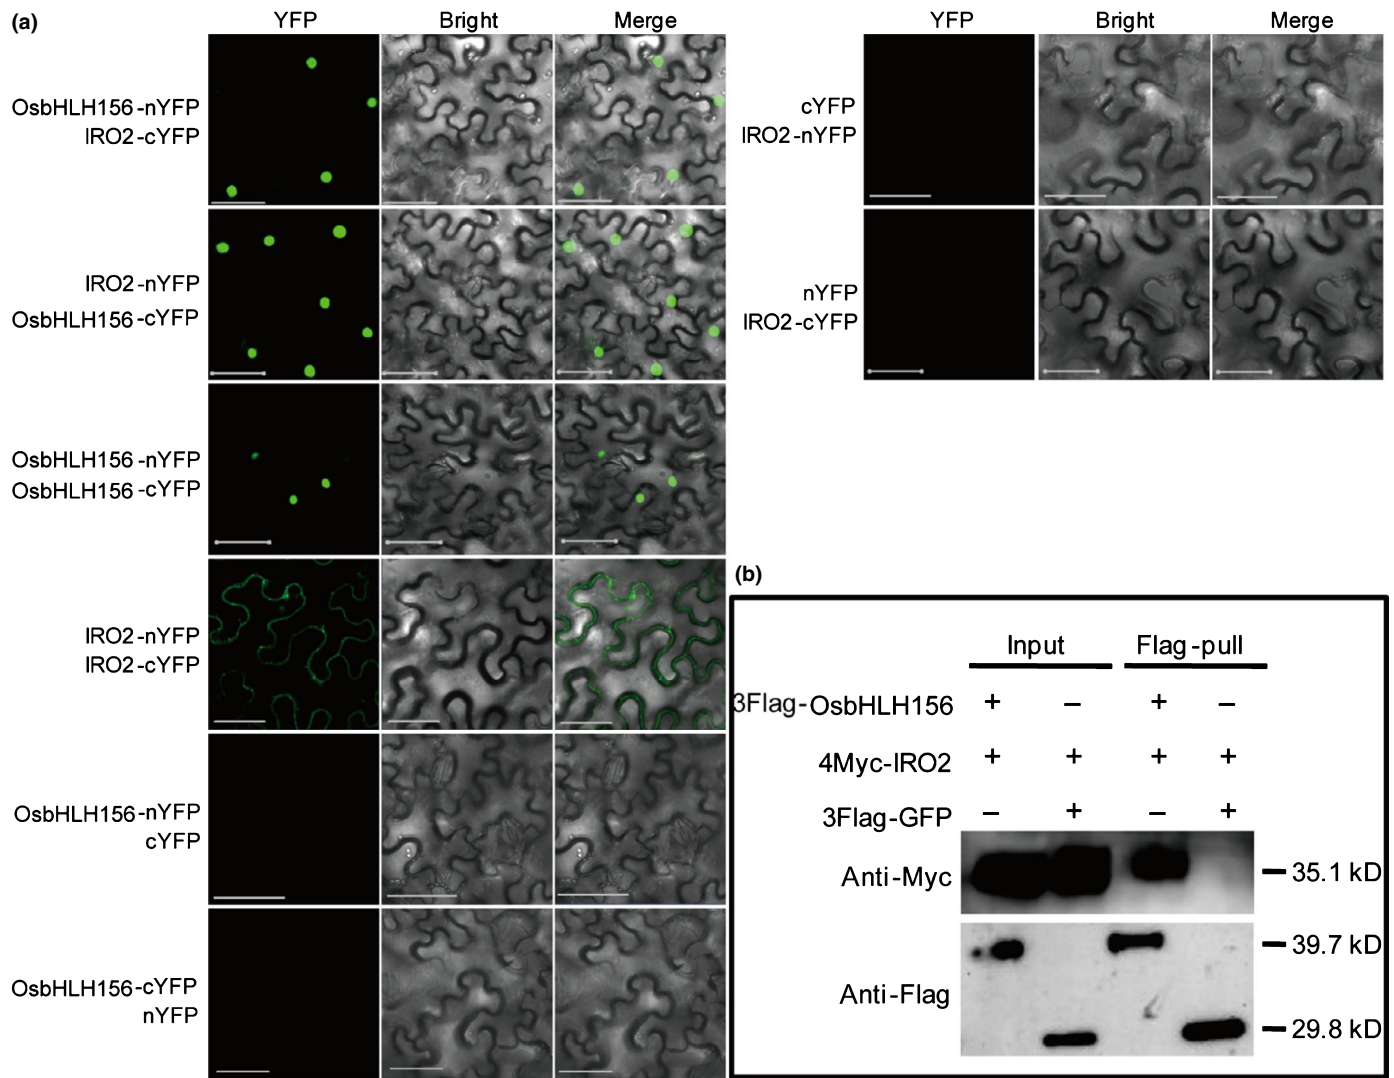 (a)
YFP Bright Merge
OsbHLH156-nYFP
IRO2-cYFP
IRO2-nYFP
OsbHLH156-cYFP
OsbHLH156-nYFP
OsbHLH156-cYFP
IRO2-nYFP
IRO2-cYFP
OsbHLH156-nYFP
cYFP
OsbHLH156-cYFP
nYFP
YFP Bright Merge
cYFP
IRO2-nYFP
nYFP
IRO2-cYFP
(b)
Input Flag-pull
3Flag-OsbHLH156 + − + −
4Myc-IRO2 + + + +
3Flag-GFP − + − +
Anti-Myc 35.1 kD
39.7 kD
Anti-Flag
29.8 kD